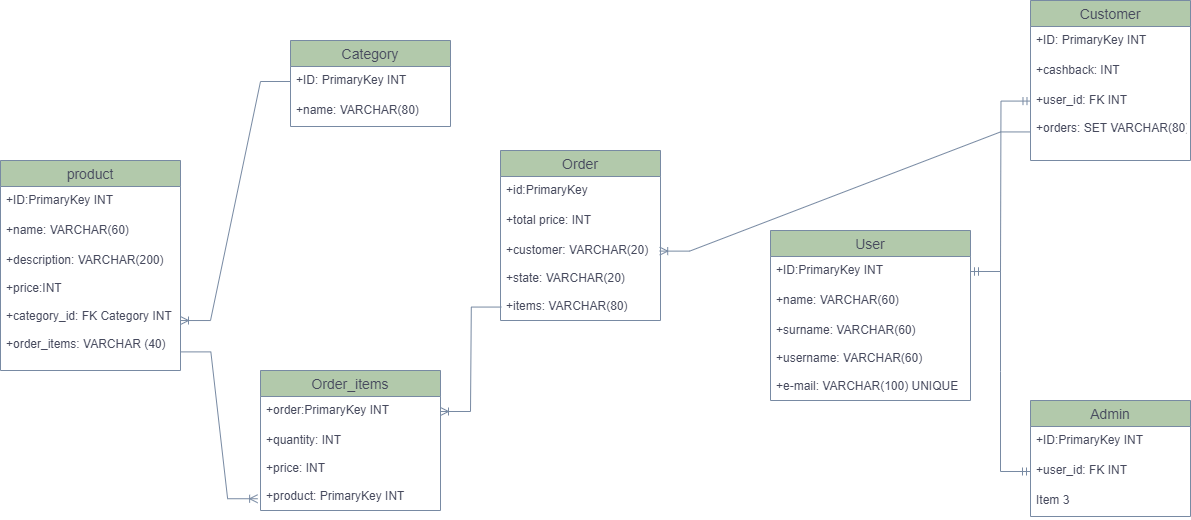 Customer
+ID: PrimaryKey INT
+cashback: INT
+user_id: FK INT
+orders: SET VARCHAR(80)
Category
+ID: PrimaryKey INT
+name: VARCHAR(80)
product
+ID:PrimaryKey INT
+name: VARCHAR(60)
+description: VARCHAR(200)
+price:INT
+category_id: FK Category INT
+order_items: VARCHAR (40)
Order
+id:PrimaryKey
+total price: INT
+customer: VARCHAR(20)
+state: VARCHAR(20)
+items: VARCHAR(80)
User
+ID:PrimaryKey INT
+name: VARCHAR(60)
+surname: VARCHAR(60)
+username: VARCHAR(60)
+e-mail: VARCHAR(100) UNIQUE
Order_items
+order:PrimaryKey INT
+quantity: INT
+price: INT
+product: PrimaryKey INT
Admin
+ID:PrimaryKey INT
+user_id: FK INT
Item 3